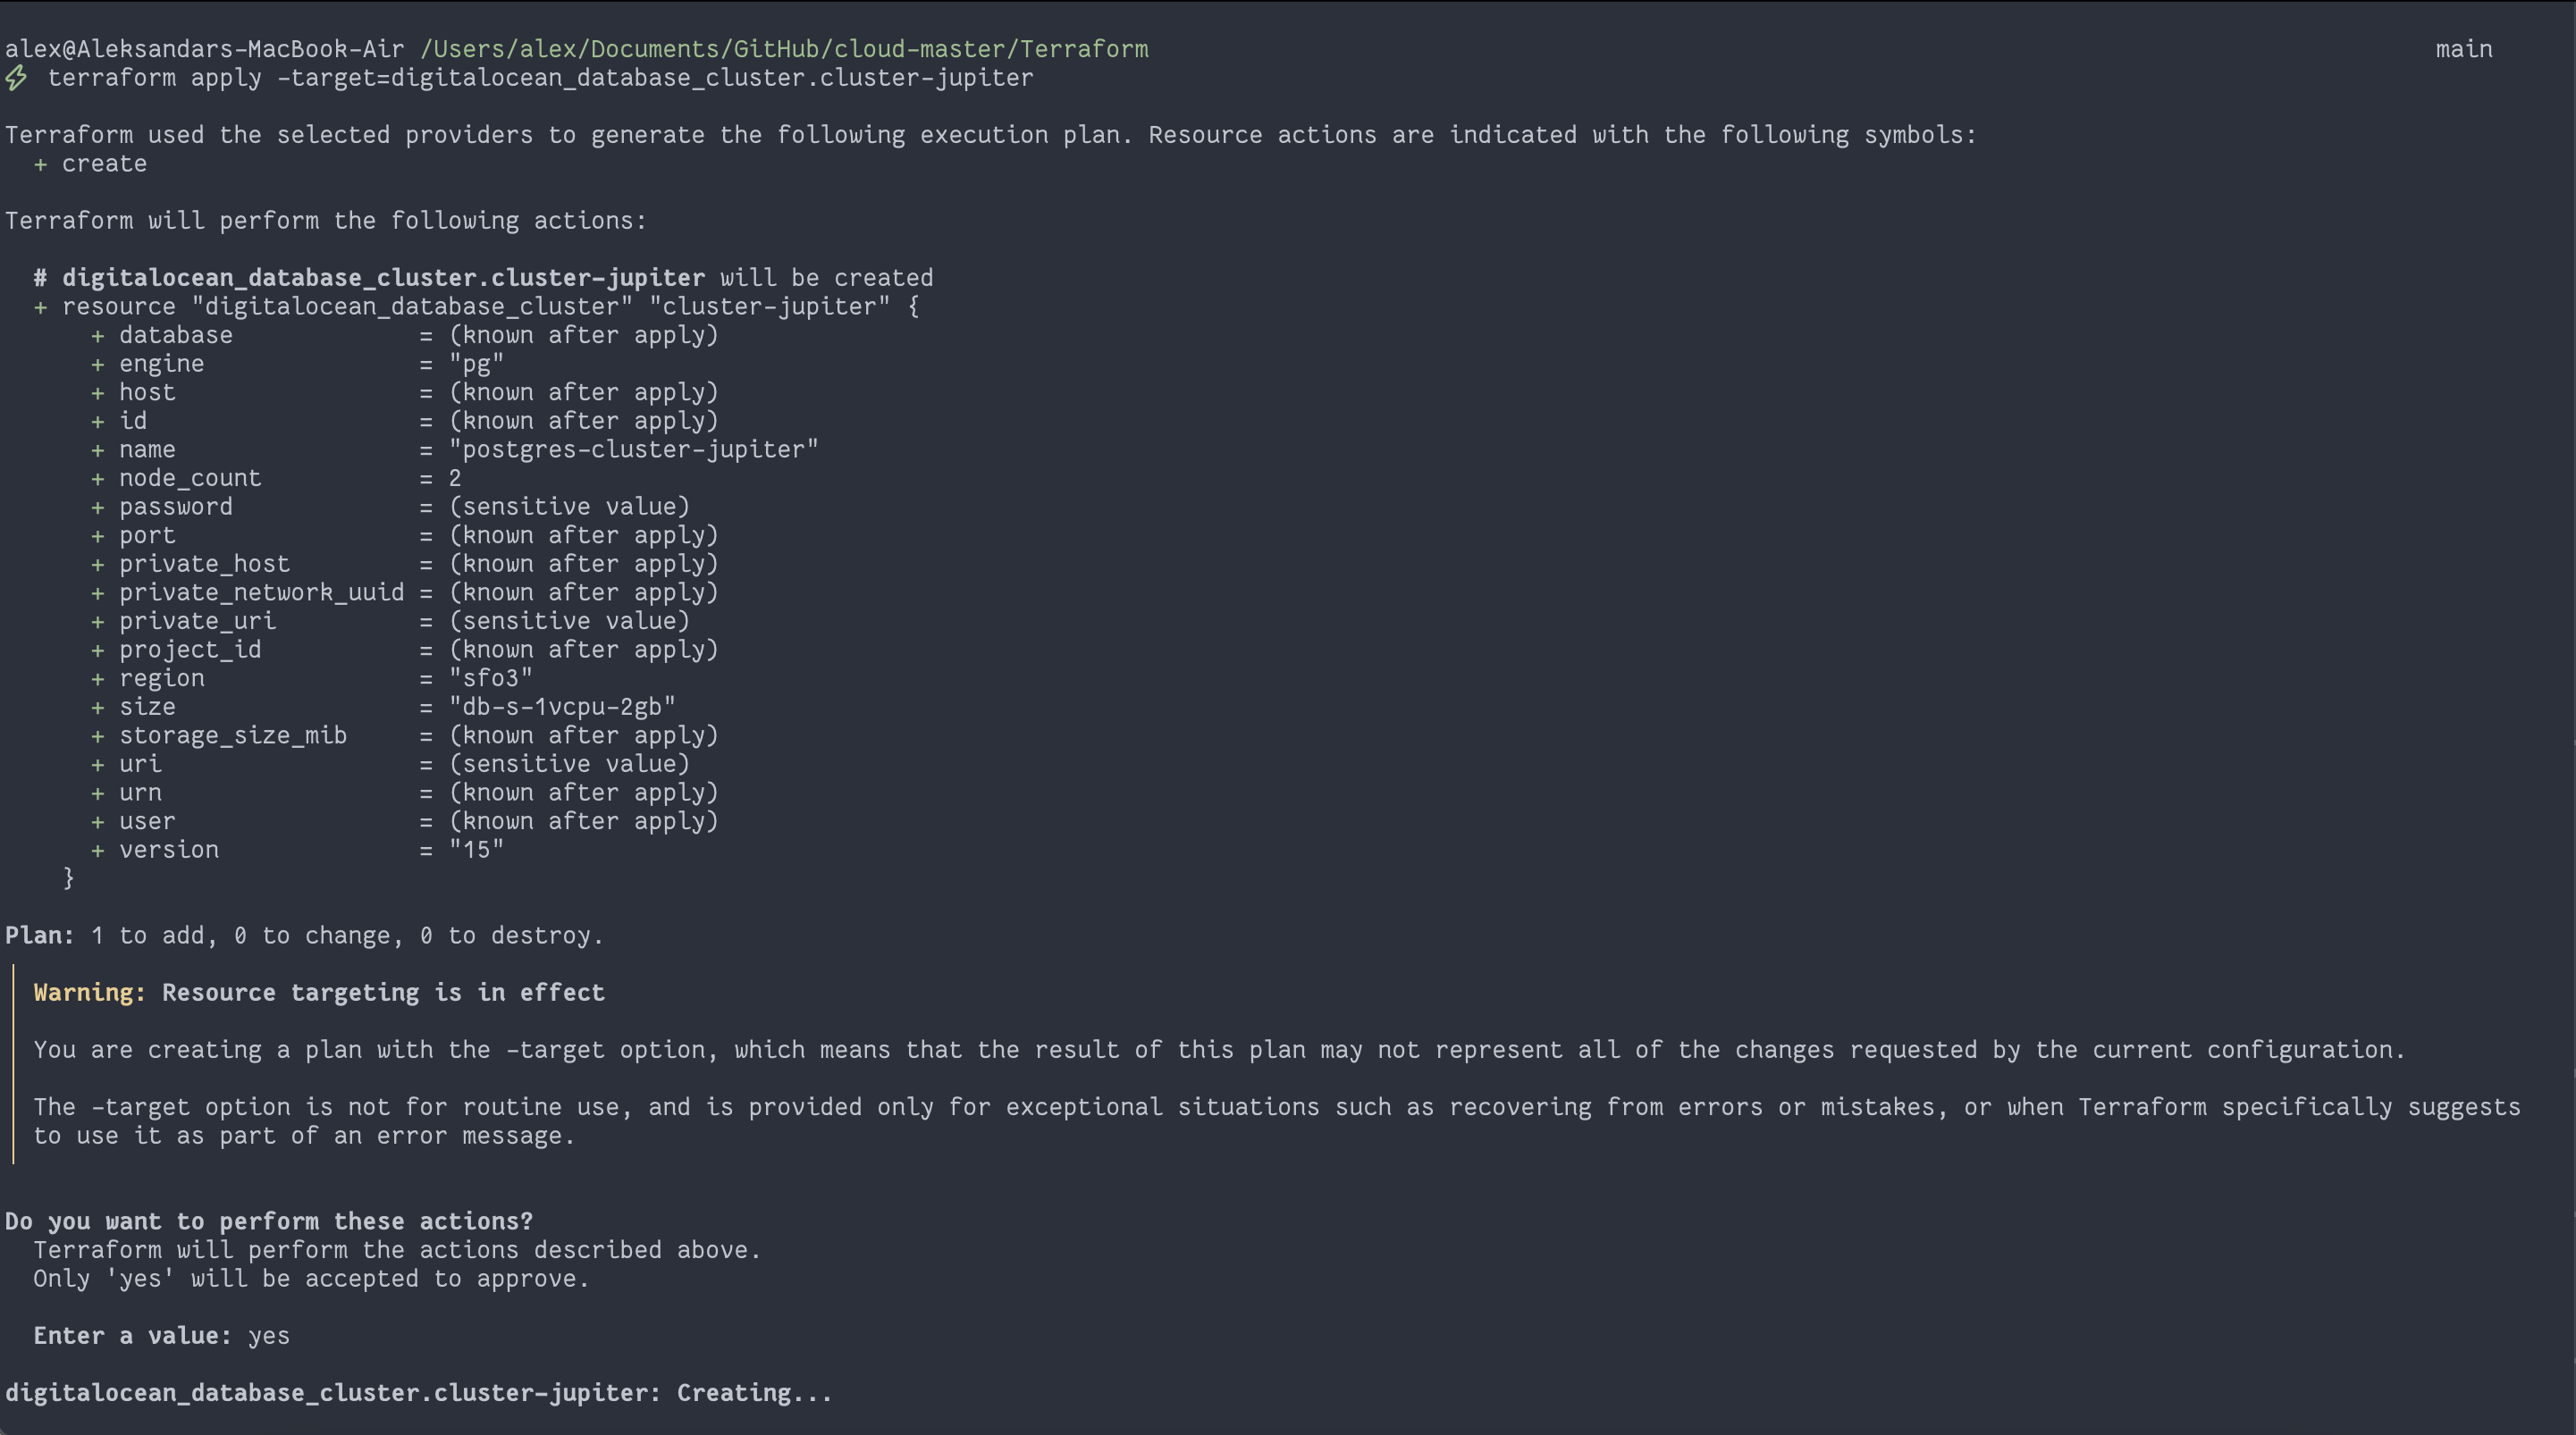 alex@Aleksandars-MacBook-Air /Users/alex/Documents/GitHub/cloud-master/Terraform main
terraform apply -target=digitalocean_database_cluster.cluster-jupiter
Terraform used the selected providers to generate the following execution plan. Resource actions are indicated with the following symbols:
+ create
Terraform will perform the following actions:
# digitalocean_database_cluster.cluster-jupiter will be created
+ resource "digitalocean_database_cluster" "cluster-jupiter" {
+ database = (known after apply)
+ engine = "pg"
+ host = (known after apply)
+ id = (known after apply)
+ name = "postgres-cluster-jupiter"
+ node_count = 2
+ password = (sensitive value)
+ port = (known after apply)
+ private_host = (known after apply)
+ private_network_uuid = (known after apply)
+ private_uri = (sensitive value)
+ project_id = (known after apply)
+ region = "sfo3"
+ size = "db-s-1vcpu-2gb"
+ storage_size_mib = (known after apply)
+ uri = (sensitive value)
+ urn = (known after apply)
+ user = (known after apply)
+ version = "15"
}
Plan: 1 to add, 0 to change, 0 to destroy.
Warning: Resource targeting is in effect
You are creating a plan with the -target option, which means that the result of this plan may not represent all of the changes requested by the current configuration.
The -target option is not for routine use, and is provided only for exceptional situations such as recovering from errors or mistakes, or when Terraform specifically suggests
to use it as part of an error message.
Do you want to perform these actions?
Terraform will perform the actions described above.
Only 'yes' will be accepted to approve.
Enter a value: yes
digitalocean_database_cluster.cluster-jupiter: Creating...